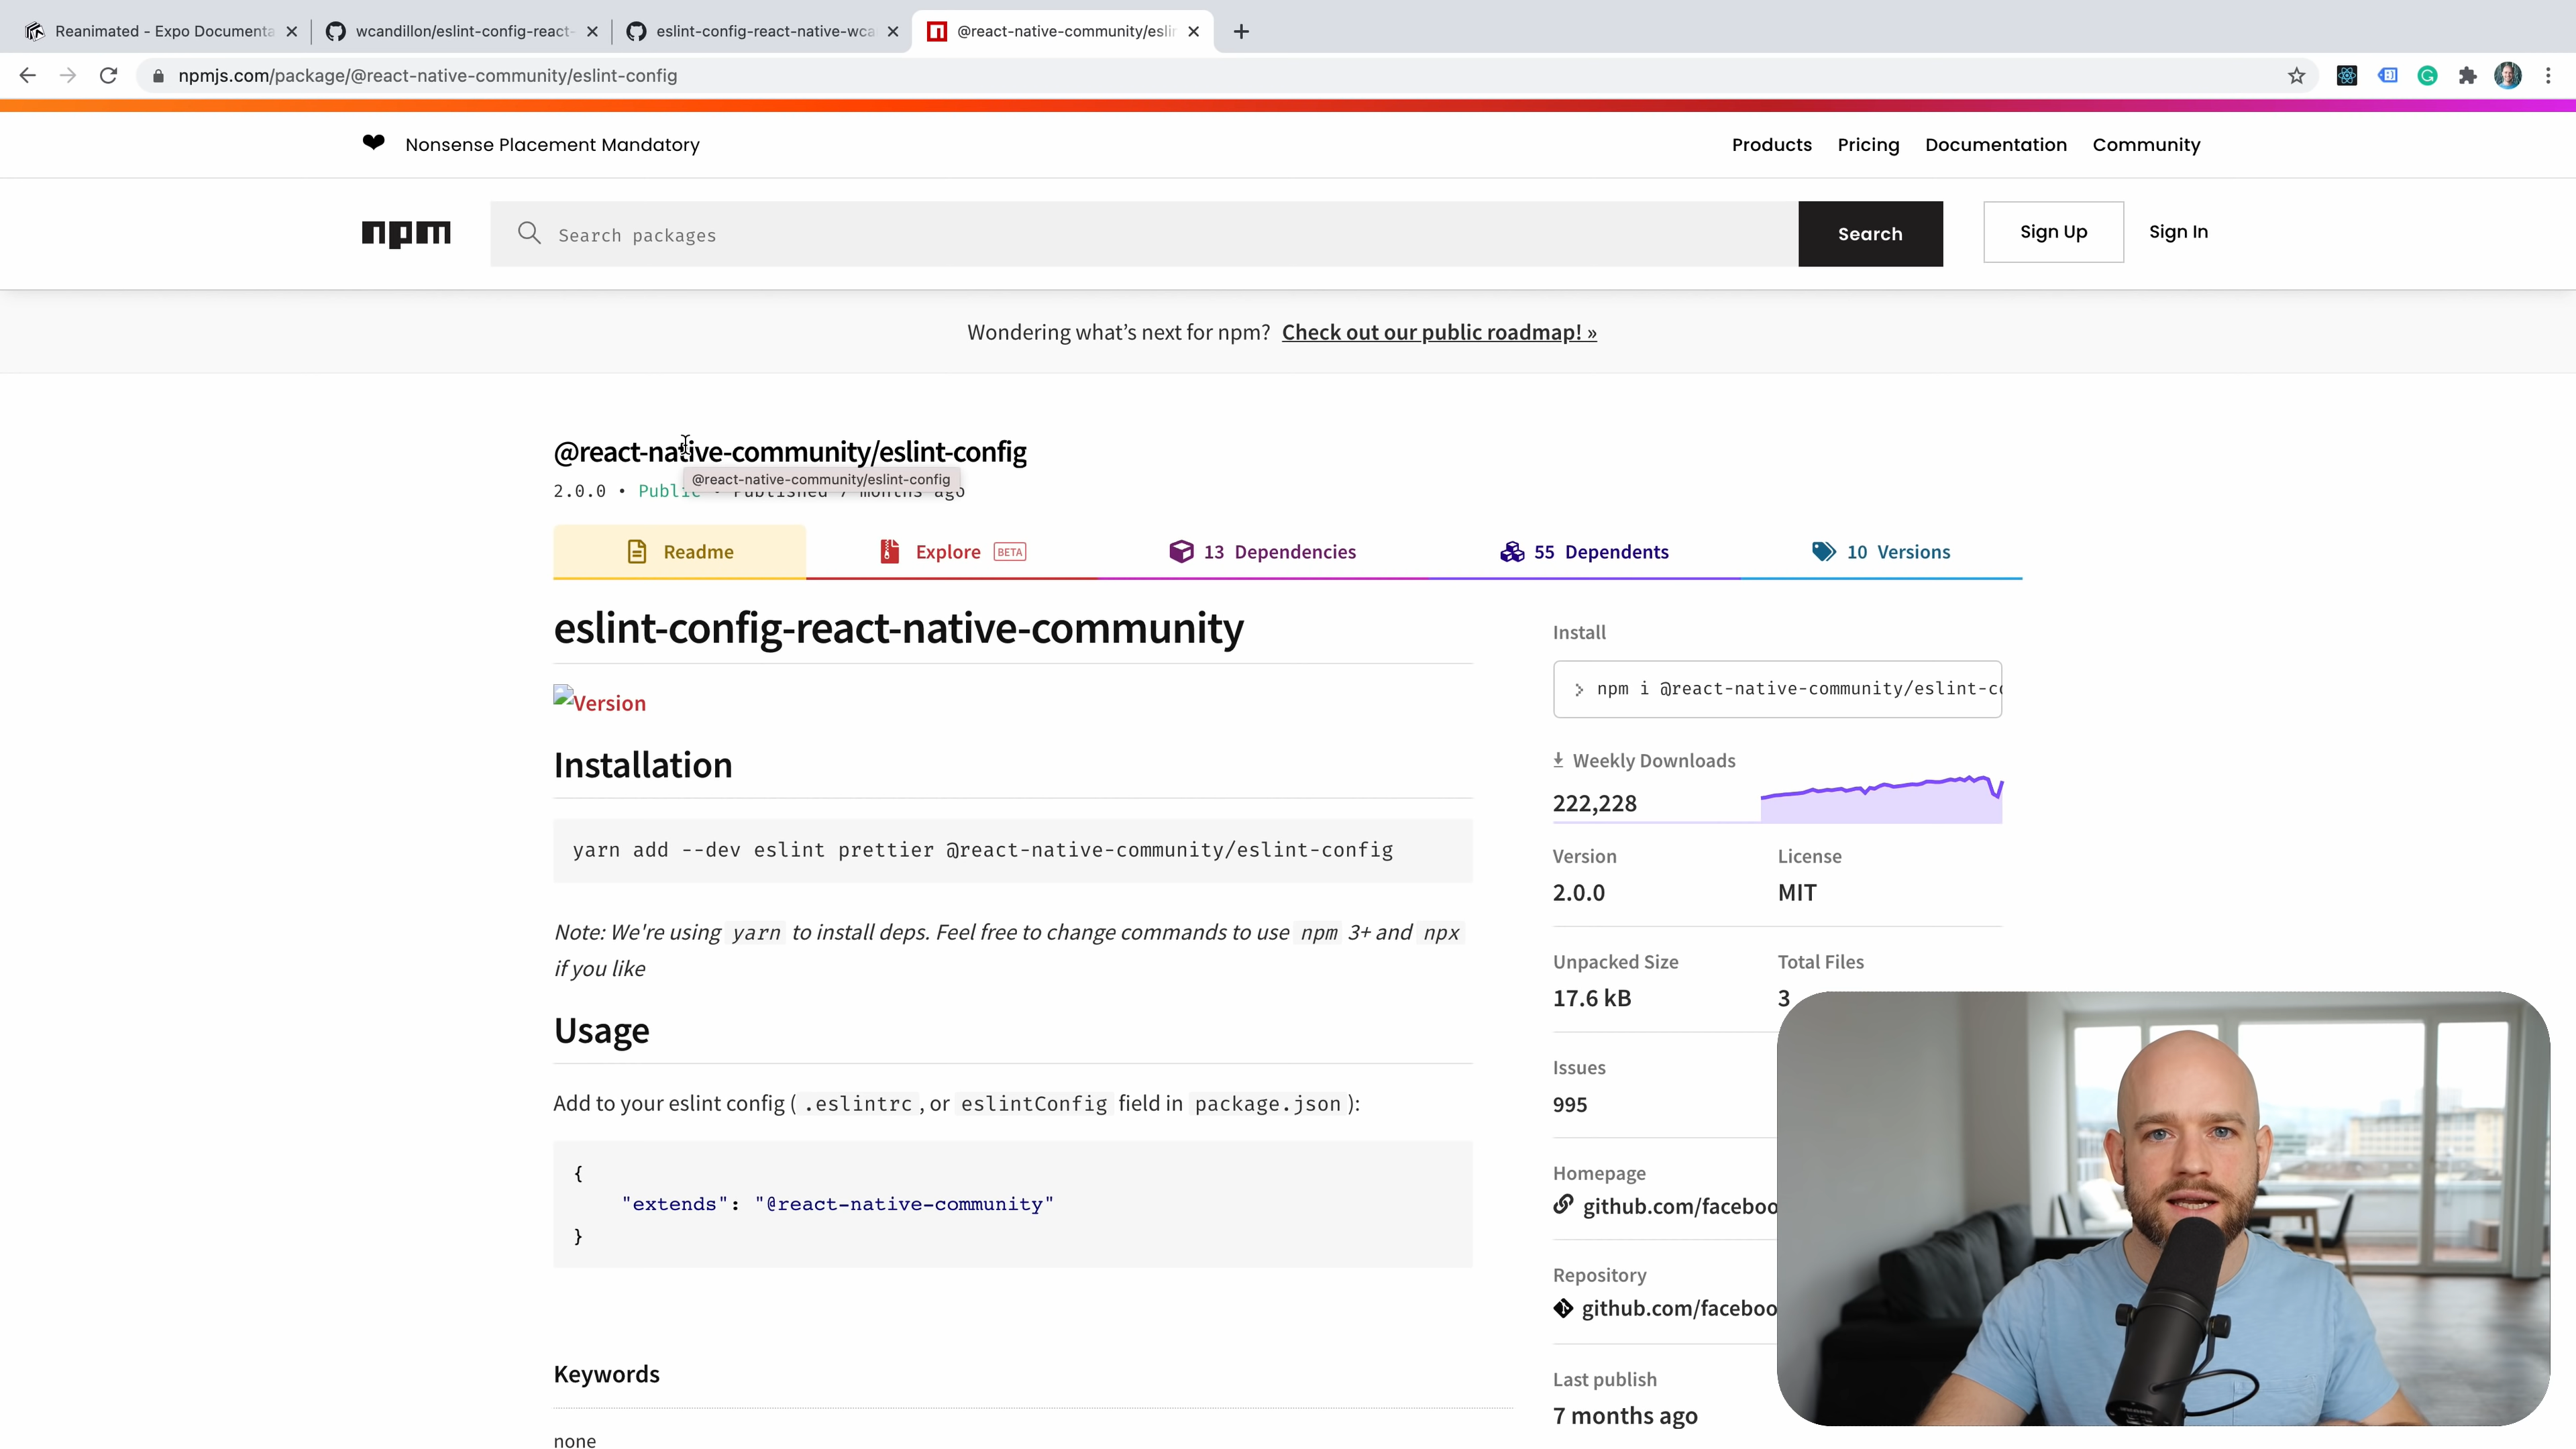 Reanimated - Expo Documenta
wcandillon/eslint-config-react-
eslint-config-react-native-wca
@react-native-community/eslin
npmjs.com/package/@react-native-community/eslint-config
❤ Nonsense Placement Mandatory
Products Pricing Documentation Community
npm
Search packages
Search
Sign Up
Sign In
Wondering what's next for npm? Check out our public roadmap! »
@react-native-community/eslint-config
@react-native-community/eslint-config
2.0.0 • Public • Published 7 months ago
Readme
Explore BETA
13 Dependencies
55 Dependents
10 Versions
eslint-config-react-native-community
Version
Installation
yarn add --dev eslint prettier @react-native-community/eslint-config
Note: We're using yarn to install deps. Feel free to change commands to use npm 3+ and npx
if you like
Usage
Add to your eslint config ( .eslintrc , or eslintConfig field in package.json ):
{
"extends": "@react-native-community"
}
Keywords
none
Install
npm i @react-native-community/eslint-co
Weekly Downloads
222,228
Version License
2.0.0 MIT
Unpacked Size Total Files
17.6 kB 3
Issues
995
Homepage
github.com/faceboo
Repository
github.com/faceboo
Last publish
7 months ago